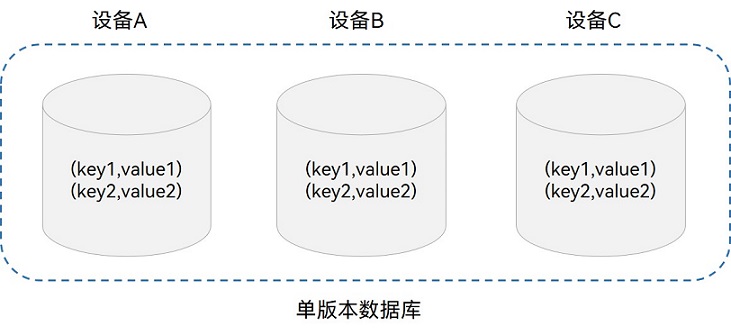 设备A
设备B
设备C
(key1,value1)
(key2,value2)
(key1,value1)
(key2,value2)
(key1,value1)
(key2,value2)
单版本数据库